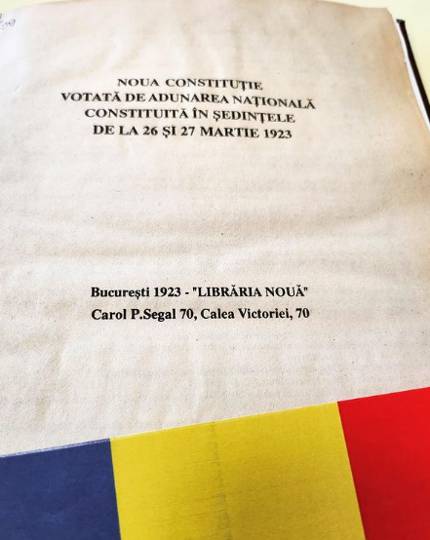 NOUA CONSTITUȚIE
VOTATĂ DE ADUNAREA NAȚIONALĂ
CONSTITUITĂ ÎN ȘEDINȚELE
DE LA 26 ȘI 27 MARTIE 1923
București 1923 - "LIBRĂRIA NOUĂ"
Carol P.Segal 70, Calea Victoriei, 70